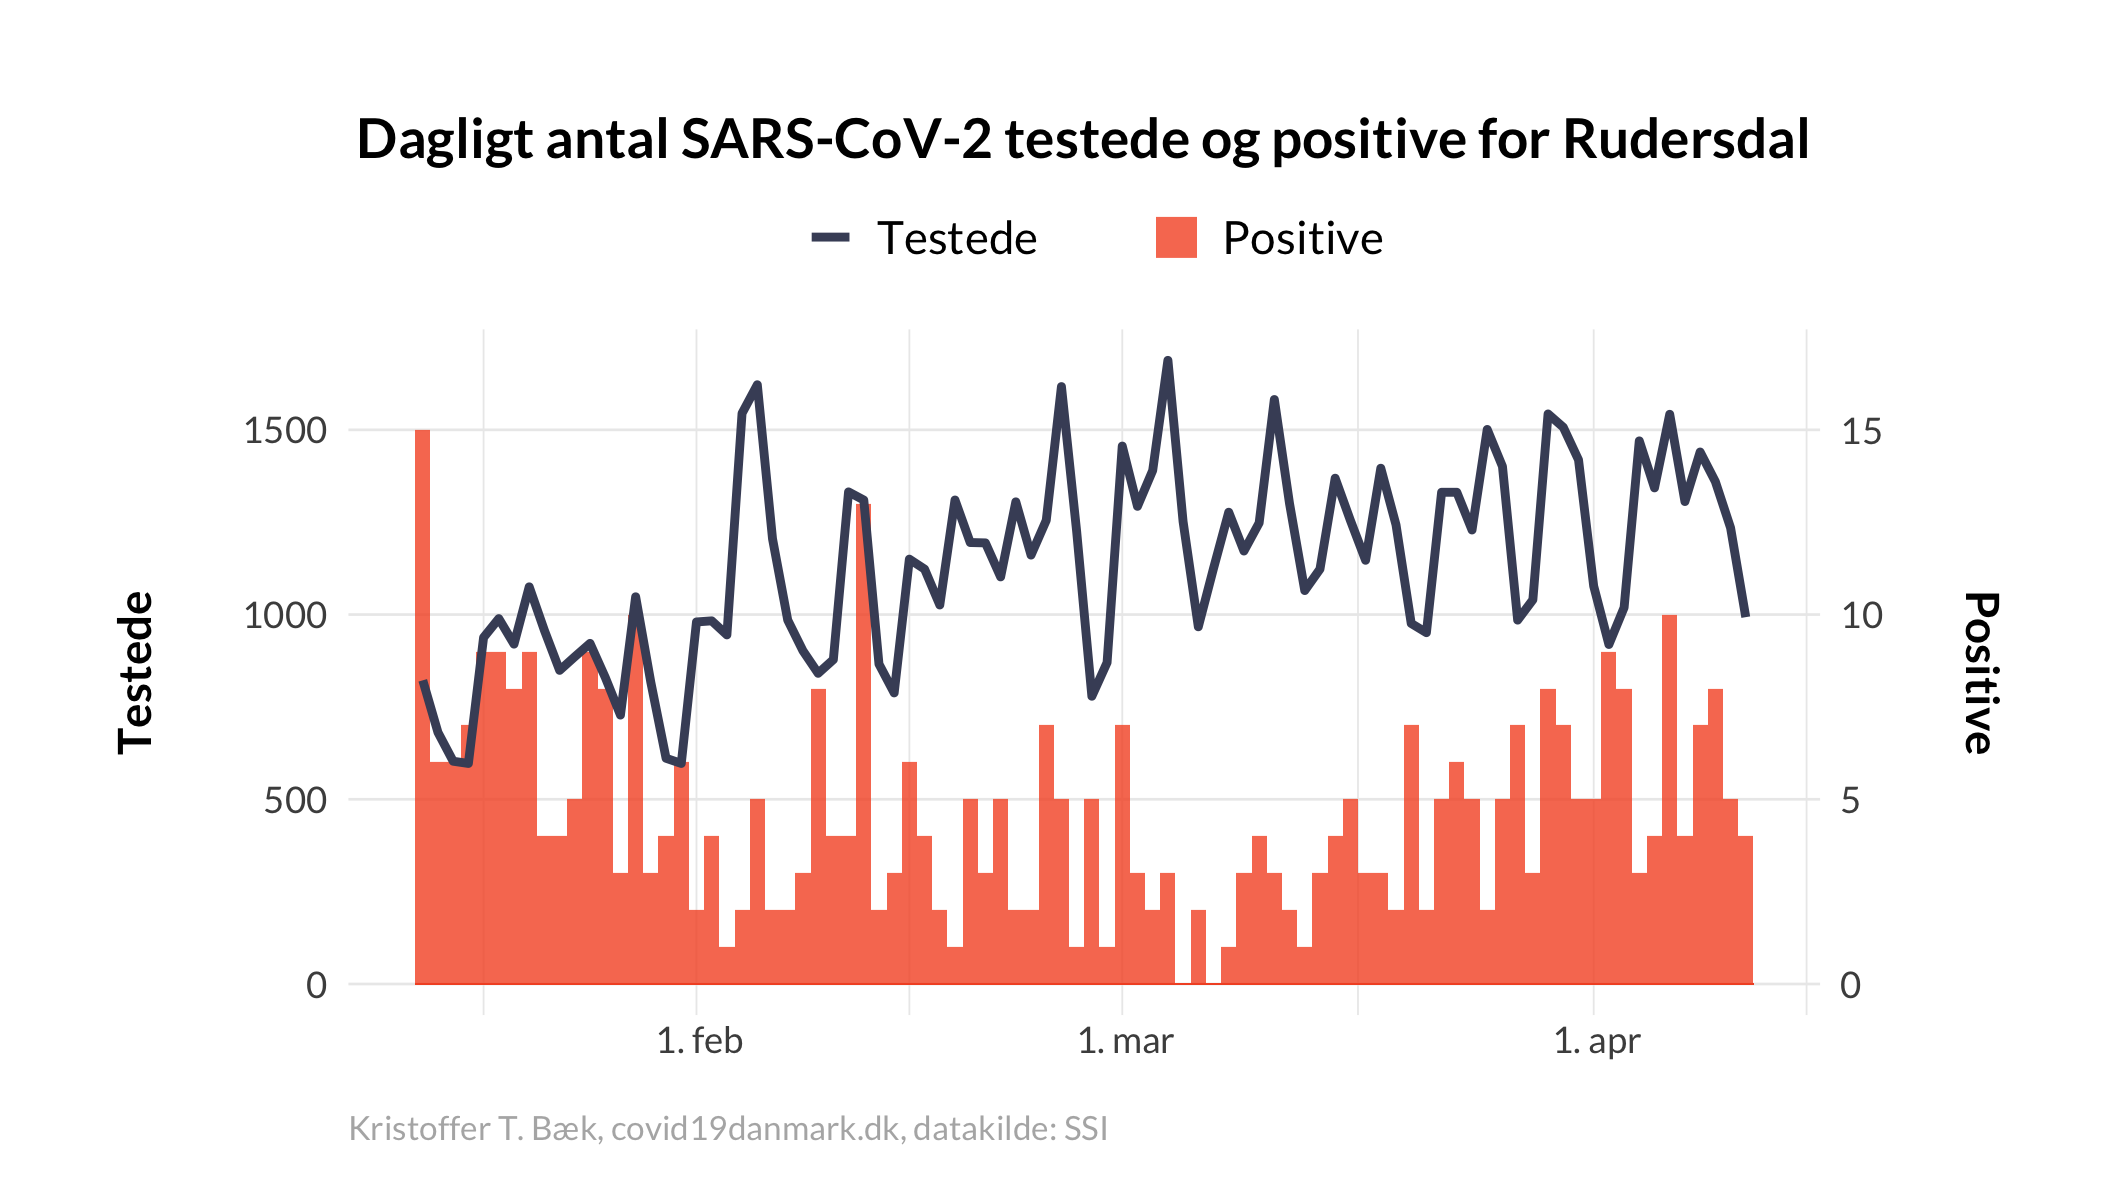 Dagligt antal SARS-CoV-2 testede og positive for Rudersdal
Testede Positive
1500
1000
500
0
Testede
15
10
5
0
Positive
1. feb 1. mar 1. apr
Kristoffer T. Bæk, covid19danmark.dk, datakilde: SSI